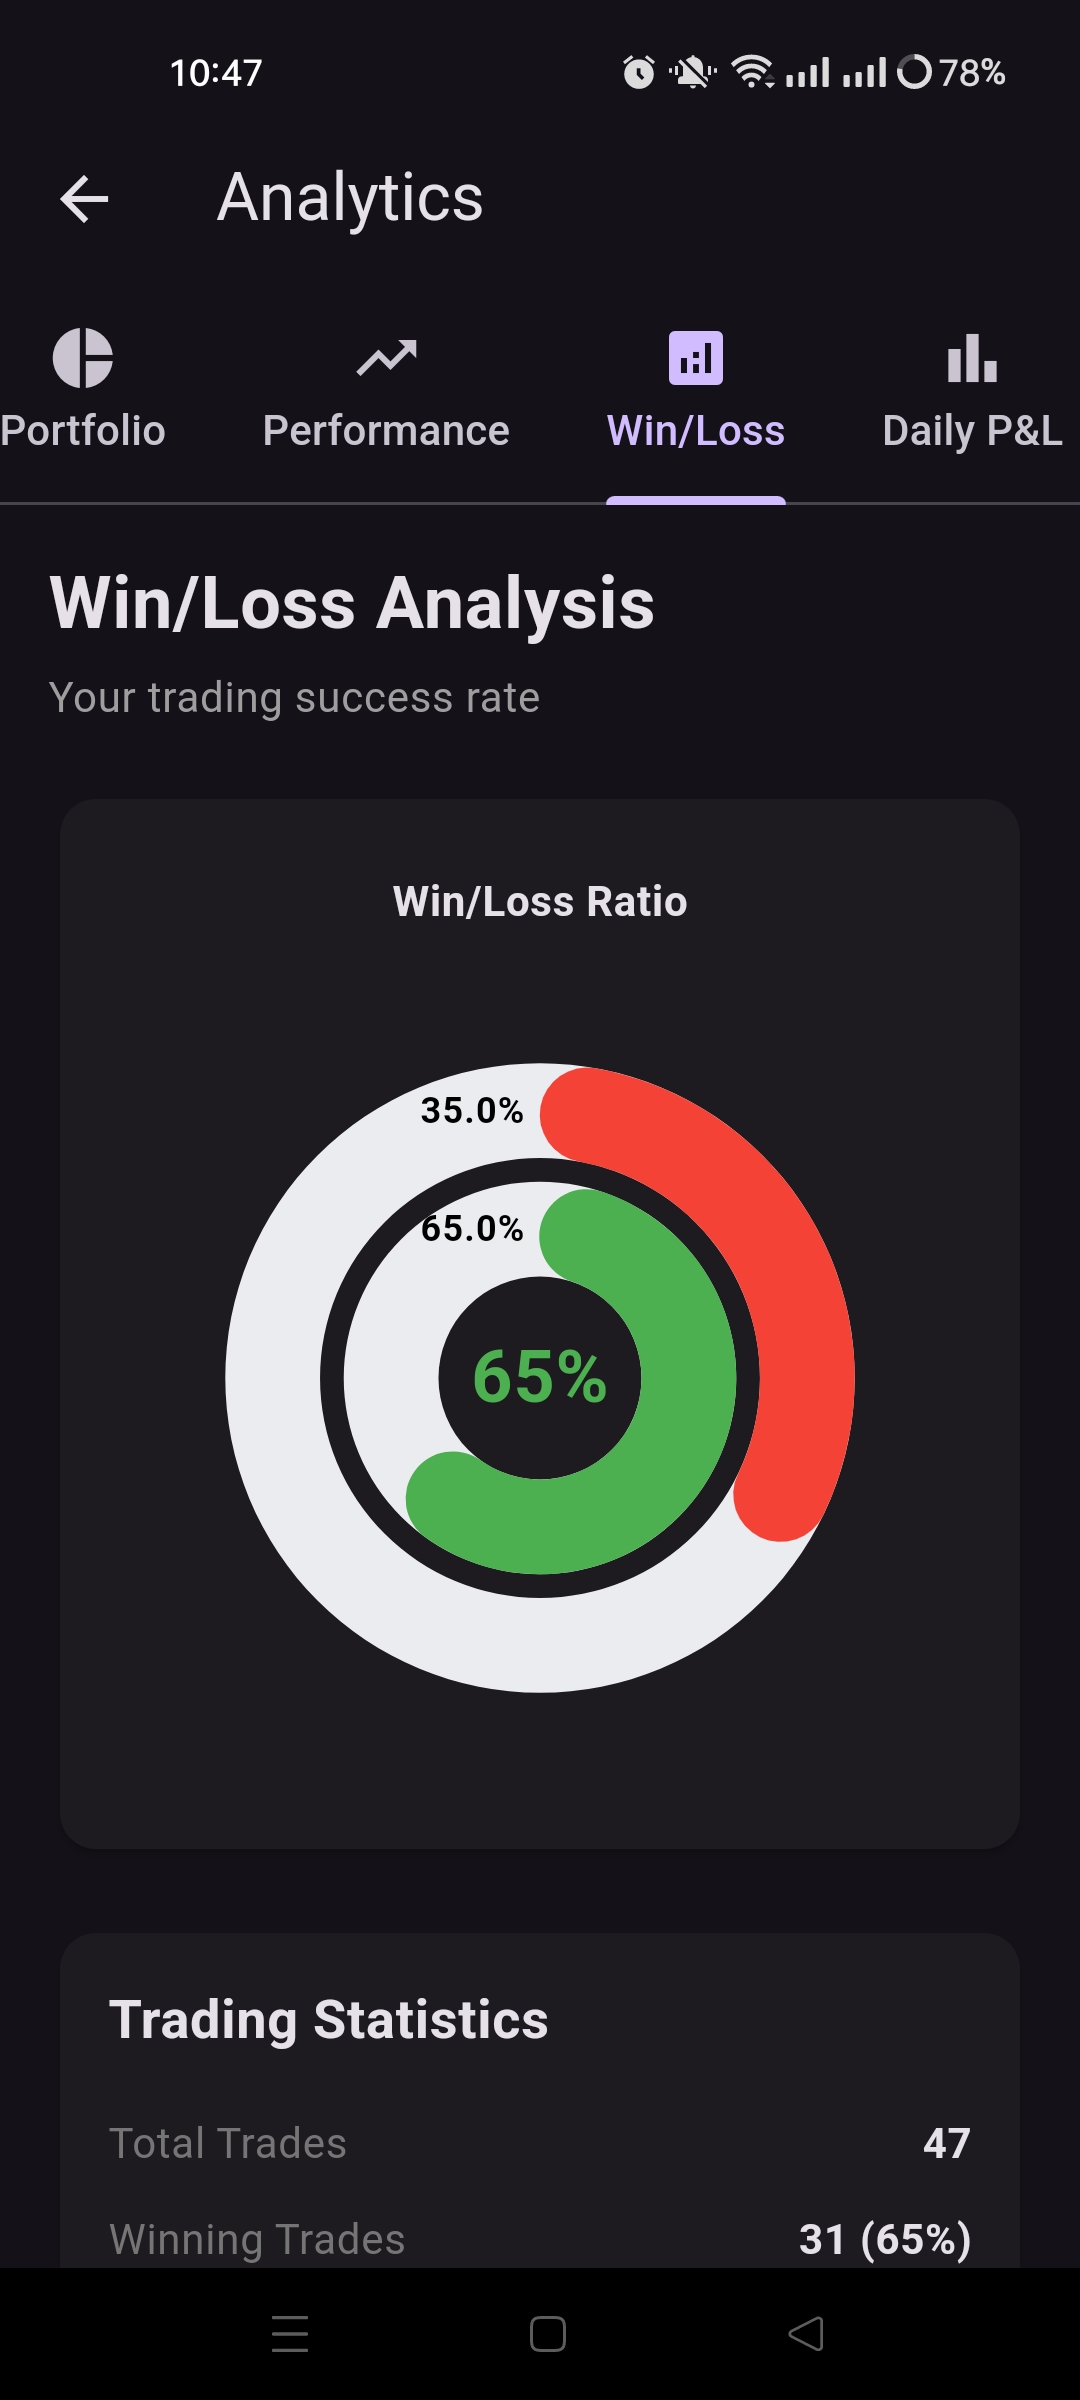 10:47
78%
Analytics
Portfolio
Performance
Win/Loss
Daily P&L
Win/Loss Analysis
Your trading success rate
Win/Loss Ratio
35.0%
65.0%
65%
Trading Statistics
Total Trades 47
Winning Trades 31 (65%)